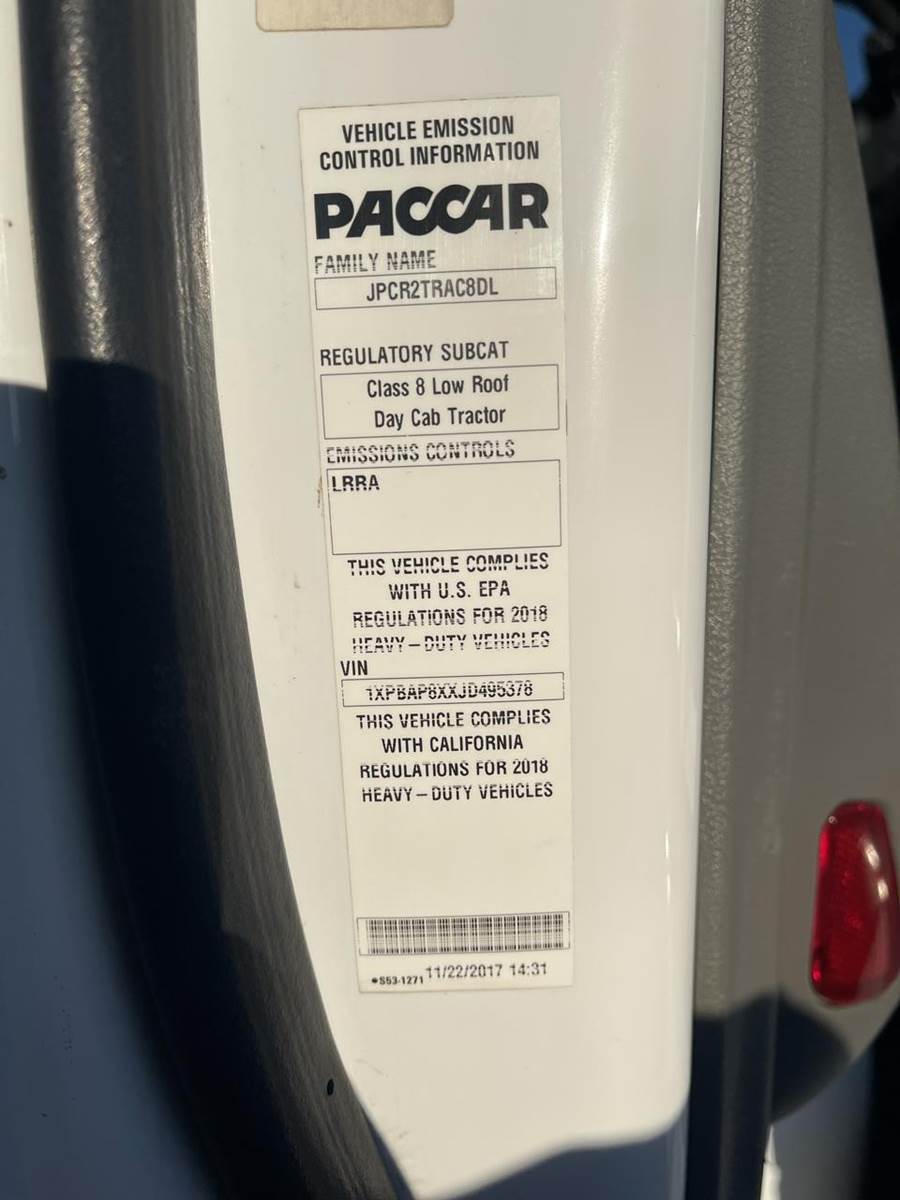 VEHICLE EMISSION
CONTROL INFORMATION
PACCAR
FAMILY NAME
JPCR2TRAC8DL
REGULATORY SUBCAT
Class 8 Low Roof
Day Cab Tractor
EMISSIONS CONTROLS
LRRA
THIS VEHICLE COMPLIES
WITH U.S. EPA
REGULATIONS FOR 2018
HEAVY-DUTY VEHICLES
VIN
1XPBAP8XXJD495378
THIS VEHICLE COMPLIES
WITH CALIFORNIA
REGULATIONS FOR 2018
HEAVY-DUTY VEHICLES
*S53-1271 11/22/2017 14:31